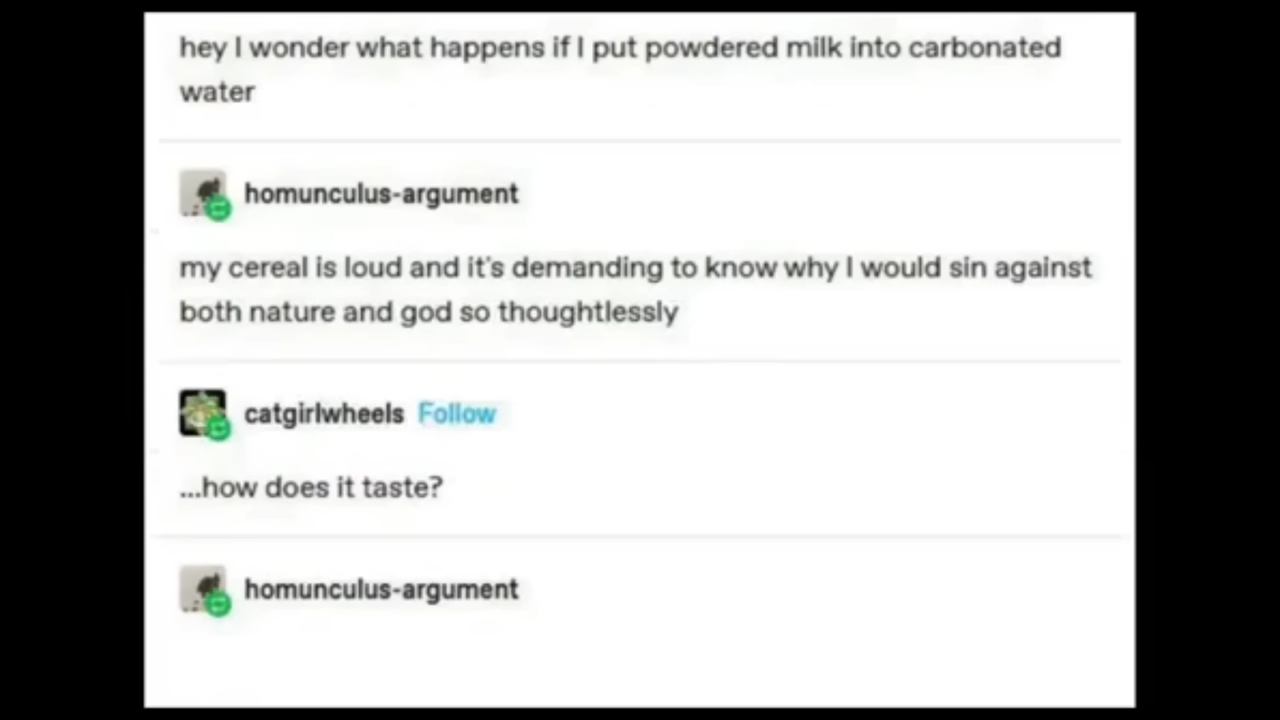 hey I wonder what happens if I put powdered milk into carbonated
water
homunculus-argument
my cereal is loud and it's demanding to know why I would sin against
both nature and god so thoughtlessly
catgirlwheels Follow
...how does it taste?
homunculus-argument